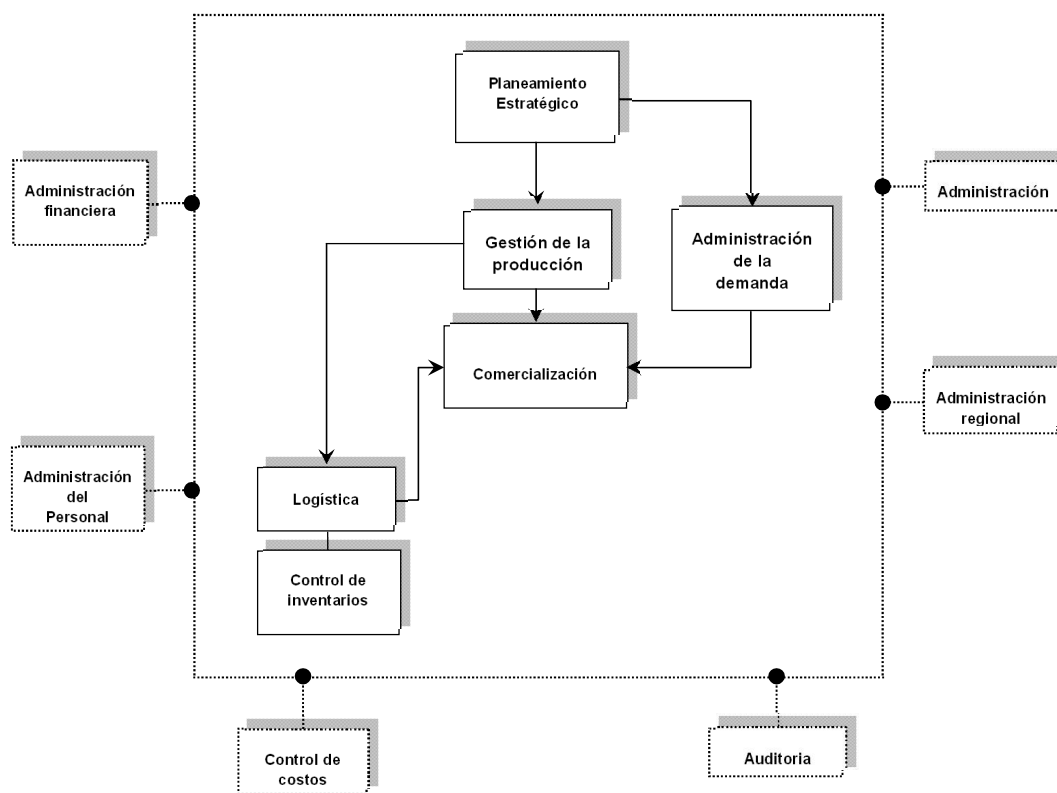 Planeamiento
Estratégico
Administración
financiera
Administración
Gestión de la
producción
Administración
de la
demanda
Comercialización
Administración
regional
Administración
del
Personal
Logística
Control de
inventarios
Control de
costos
Auditoria